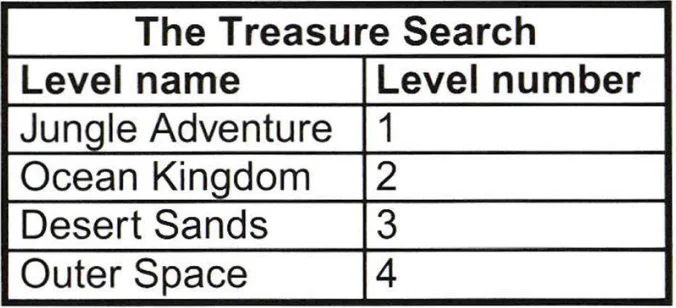 The Treasure Search
Level name Level number
Jungle Adventure 1
Ocean Kingdom 2
Desert Sands 3
Outer Space 4